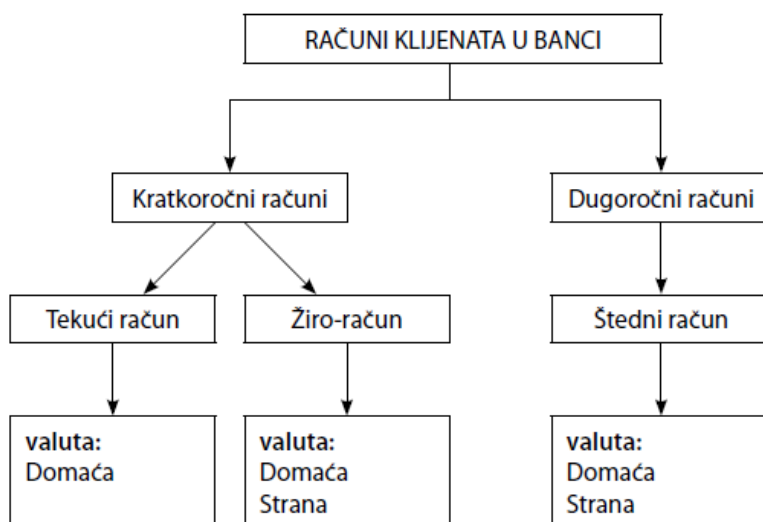 RAČUNI KLIJENATA U BANCI
Kratkoročni računi
Dugoročni računi
Tekući račun
Žiro-račun
Štedni račun
valuta:
Domaća
valuta:
Domaća
Strana
valuta:
Domaća
Strana